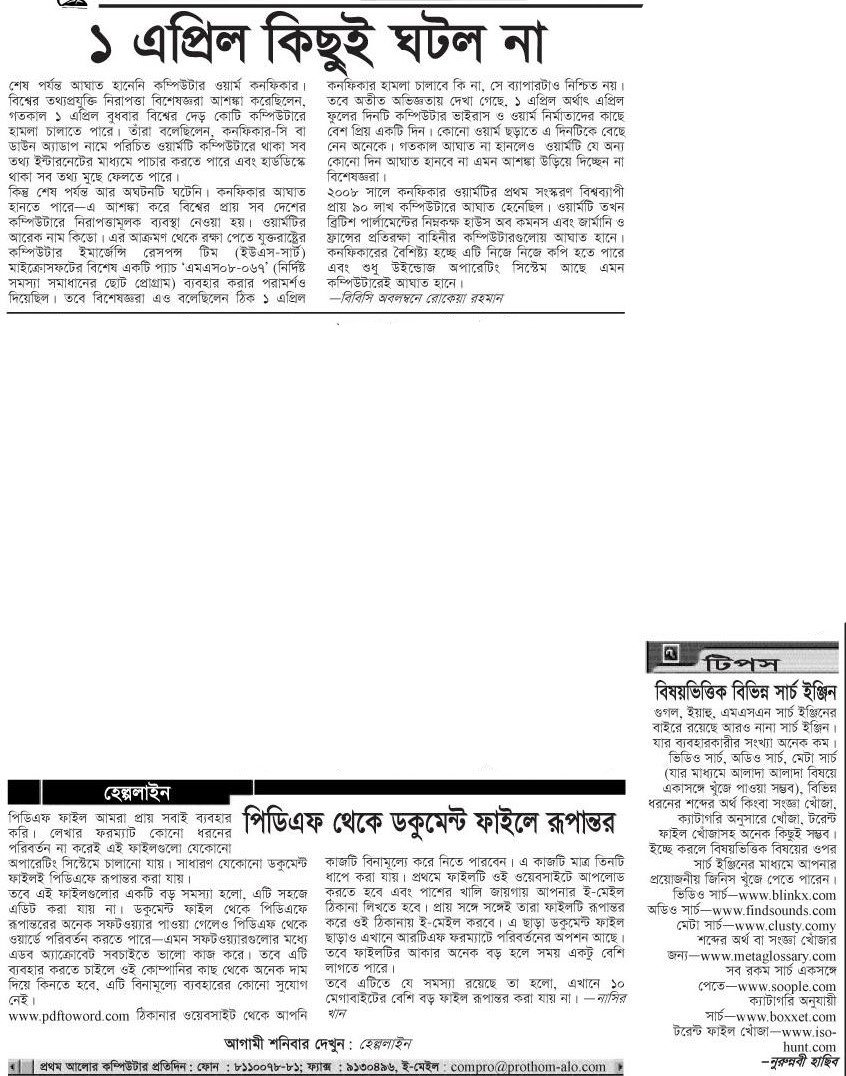 ১ এপ্রিল কিছুই ঘটল না
শেষ পর্যন্ত আঘাত হানেনি কম্পিউটার ওয়ার্ম কনফিকার।
বিশ্বের তথ্যপ্রযুক্তি নিরাপত্তা বিশেষজ্ঞরা আশঙ্কা করেছিলেন,
গতকাল ১ এপ্রিল বুধবার বিশ্বের দেড় কোটি কম্পিউটারে
হামলা চালাতে পারে। তাঁরা বলেছিলেন, কনফিকার-সি বা
ডাউন অ্যাডাপ নামে পরিচিত ওয়ার্মটি কম্পিউটারে থাকা সব
তথ্য ইন্টারনেটের মাধ্যমে পাচার করতে পারে এবং হার্ডডিস্কে
থাকা সব তথ্য মুছে ফেলতে পারে।
কিন্তু শেষ পর্যন্ত আর অঘটনটি ঘটেনি। কনফিকার আঘাত
হানতে পারে—এ আশঙ্কা করে বিশ্বের প্রায় সব দেশের
কম্পিউটারে নিরাপত্তামূলক ব্যবস্থা নেওয়া হয়। ওয়ার্মটির
আরেক নাম কিডো। এর আক্রমণ থেকে রক্ষা পেতে যুক্তরাষ্ট্রের
কম্পিউটার ইমার্জেন্সি রেসপন্স টিম (ইউএস-সার্ট)
মাইক্রোসফটের বিশেষ একটি প্যাচ ‘এমএস০৮-০৬৭’ (নির্দিষ্ট
সমস্যা সমাধানের ছোট প্রোগ্রাম) ব্যবহার করার পরামর্শও
দিয়েছিল। তবে বিশেষজ্ঞরা এও বলেছিলেন ঠিক ১ এপ্রিল
কনফিকার হামলা চালাবে কি না, সে ব্যাপারটাও নিশ্চিত নয়।
তবে অতীত অভিজ্ঞতায় দেখা গেছে, ১ এপ্রিল অর্থাৎ এপ্রিল
ফুলের দিনটি কম্পিউটার ভাইরাস ও ওয়ার্ম নির্মাতাদের কাছে
বেশ প্রিয় একটি দিন। কোনো ওয়ার্ম ছড়াতে এ দিনটিকে বেছে
নেন অনেকে। গতকাল আঘাত না হানলেও ওয়ার্মটি যে অন্য
কোনো দিন আঘাত হানবে না এমন আশঙ্কা উড়িয়ে দিচ্ছেন না
বিশেষজ্ঞরা।
২০০৮ সালে কনফিকার ওয়ার্মটির প্রথম সংস্করণ বিশ্বব্যাপী
প্রায় ৯০ লাখ কম্পিউটারে আঘাত হেনেছিল। ওয়ার্মটি তখন
ব্রিটিশ পার্লামেন্টের নিম্নকক্ষ হাউস অব কমনস এবং জার্মানি ও
ফ্রান্সের প্রতিরক্ষা বাহিনীর কম্পিউটারগুলোয় আঘাত হানে।
কনফিকারের বৈশিষ্ট্য হচ্ছে এটি নিজে নিজে কপি হতে পারে
এবং শুধু উইন্ডোজ অপারেটিং সিস্টেম আছে এমন
কম্পিউটারেই আঘাত হানে।
—বিবিসি অবলম্বনে রোকেয়া রহমান
টিপস
বিষয়ভিত্তিক বিভিন্ন সার্চ ইঞ্জিন
গুগল, ইয়াহু, এমএসএন সার্চ ইঞ্জিনের
বাইরে রয়েছে আরও নানা সার্চ ইঞ্জিন।
যার ব্যবহারকারীর সংখ্যা অনেক কম।
ভিডিও সার্চ, অডিও সার্চ, মেটা সার্চ
(যার মাধ্যমে আলাদা আলাদা বিষয়ে
একাসঙ্গে খুঁজে পাওয়া সম্ভব), বিভিন্ন
ধরনের শব্দের অর্থ কিংবা সংজ্ঞা খোঁজা,
ক্যাটাগরি অনুসারে খোঁজা, টরেন্ট
ফাইল খোঁজাসহ অনেক কিছুই সম্ভব।
ইচ্ছে করলে বিষয়ভিত্তিক বিষয়ের ওপর
সার্চ ইঞ্জিনের মাধ্যমে আপনার
প্রয়োজনীয় জিনিস খুঁজে পেতে পারেন।
ভিডিও সার্চ—www.blinkx.com
অডিও সার্চ—www.findsounds.com
মেটা সার্চ—www.clusty.comy
শব্দের অর্থ বা সংজ্ঞা খোঁজার
জন্য—www.metaglossary.com
সব রকম সার্চ একসঙ্গে
পেতে—www.soople.com
ক্যাটাগরি অনুযায়ী
সার্চ—www.boxxet.com
টরেন্ট ফাইল খোঁজা—www.iso-
hunt.com
–নুরুন্নবী হাছিব
হেল্পলাইন
পিডিএফ থেকে ডকুমেন্ট ফাইলে রূপান্তর
পিডিএফ ফাইল আমরা প্রায় সবাই ব্যবহার
করি। লেখার ফরম্যাট কোনো ধরনের
পরিবর্তন না করেই এই ফাইলগুলো যেকোনো
অপারেটিং সিস্টেমে চালানো যায়। সাধারণ যেকোনো ডকুমেন্ট
ফাইলই পিডিএফে রূপান্তর করা যায়।
তবে এই ফাইলগুলোর একটি বড় সমস্যা হলো, এটি সহজে
এডিট করা যায় না। ডকুমেন্ট ফাইল থেকে পিডিএফে
রূপান্তরের অনেক সফটওয়্যার পাওয়া গেলেও পিডিএফ থেকে
ওয়ার্ডে পরিবর্তন করতে পারে—এমন সফটওয়্যারগুলোর মধ্যে
এডব অ্যাক্রোবেট সবচাইতে ভালো কাজ করে। তবে এটি
ব্যবহার করতে চাইলে ওই কোম্পানির কাছ থেকে অনেক দাম
দিয়ে কিনতে হবে, এটি বিনামূল্যে ব্যবহারের কোনো সুযোগ
নেই।
www.pdftoword.com ঠিকানার ওয়েবসাইট থেকে আপনি
কাজটি বিনামূল্যে করে নিতে পারবেন। এ কাজটি মাত্র তিনটি
ধাপে করা যায়। প্রথমে ফাইলটি ওই ওয়েবসাইটে আপলোড
করতে হবে এবং পাশের খালি জায়গায় আপনার ই-মেইল
ঠিকানা লিখতে হবে। প্রায় সঙ্গে সঙ্গেই তারা ফাইলটি রূপান্তর
করে ওই ঠিকানায় ই-মেইল করবে। এ ছাড়া ডকুমেন্ট ফাইল
ছাড়াও এখানে আরটিএফ ফরম্যাটে পরিবর্তনের অপশন আছে।
তবে ফাইলটির আকার অনেক বড় হলে সময় একটু বেশি
লাগতে পারে।
তবে এটিতে যে সমস্যা রয়েছে তা হলো, এখানে ১০
মেগাবাইটের বেশি বড় ফাইল রূপান্তর করা যায় না। —নাসির
খান
আগামী শনিবার দেখুন : হেল্পলাইন
প্রথম আলোর কম্পিউটার প্রতিদিন : ফোন : ৮১১০০৭৮-৮১; ফ্যাক্স : ৯১৩০৪৯৬, ই-মেইল : compro@prothom-alo.com